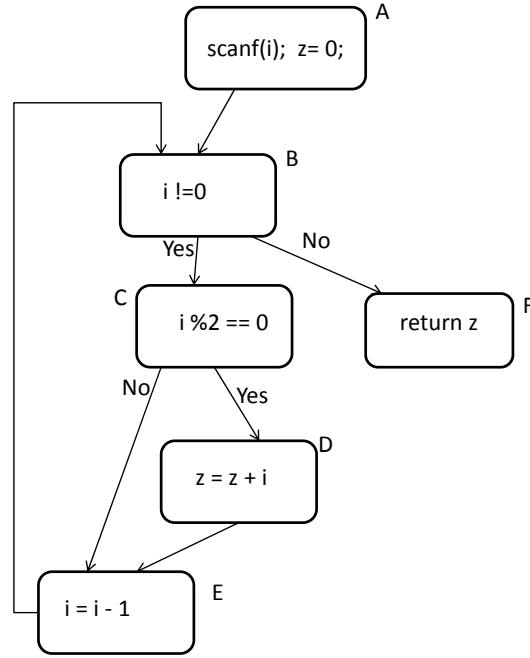 A
scanf(i);  z= 0;
B
i !=0
Yes
No
C
i %2 == 0
F
return z
No
Yes
D
z = z + i
E
i = i - 1